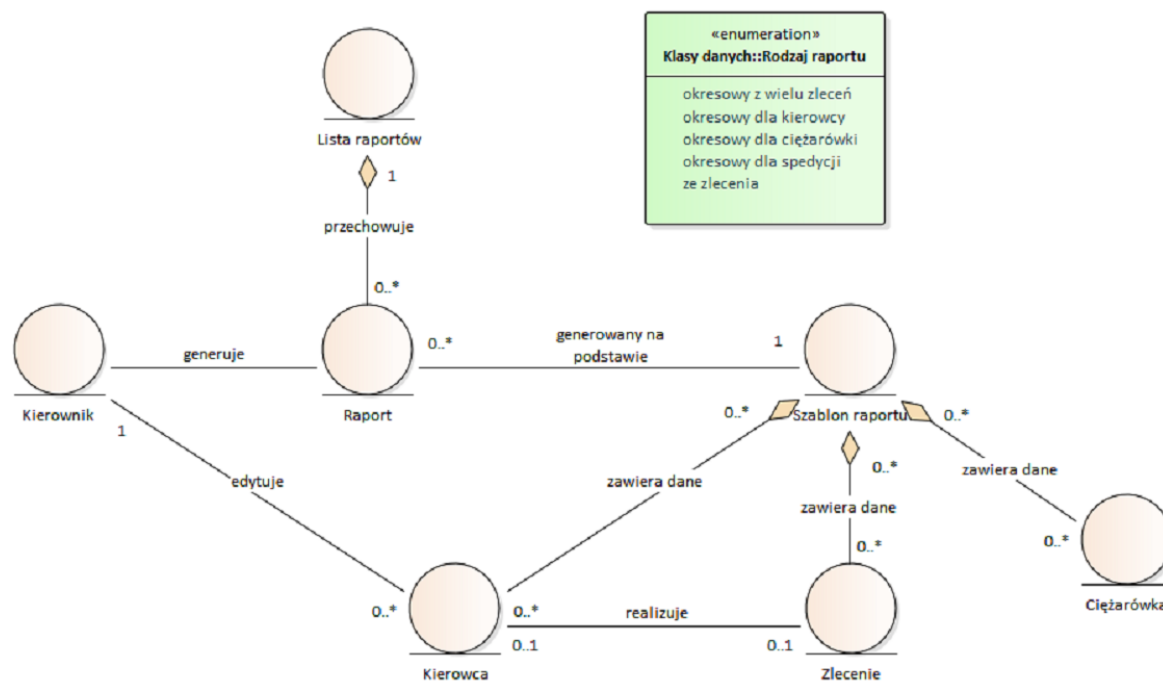 «enumeration»
Klasy danych::Rodzaj raportu
okresowy z wielu zleceń
okresowy dla kierowcy
okresowy dla ciężarówki
okresowy dla spedycji
ze zlecenia
Lista raportów
1
przechowuje
0..*
Kierownik
generuje
Raport
0..*
generowany na
podstawie
1
Szablon raportu
1
edytuje
0..*
zawiera dane
0..*
0..*
zawiera dane
0..*
0..*
zawiera dane
0..*
Ciężarówka
0..*
Kierowca
0..1
realizuje
0..1
Zlecenie